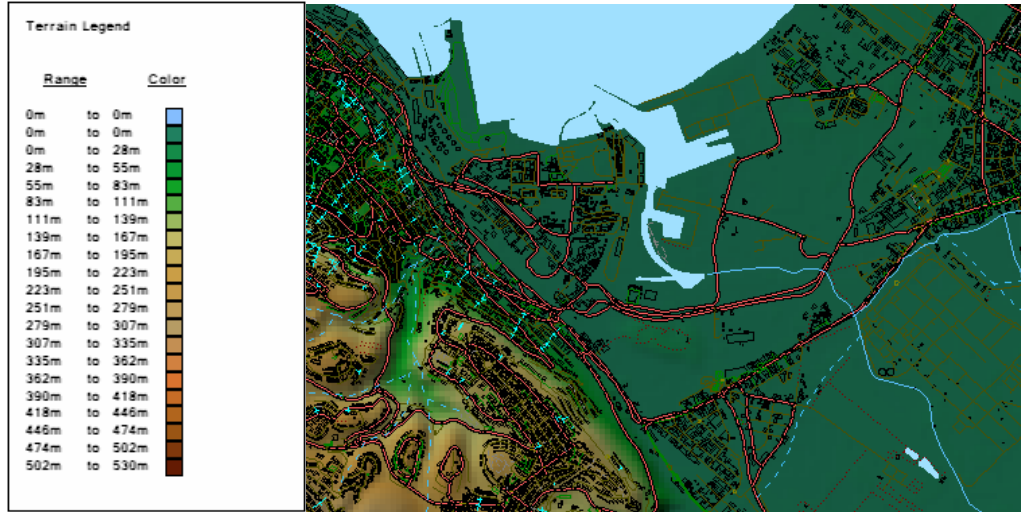 Terrain Legend
Range Color
0m to 0m
0m to 0m
0m to 28m
28m to 55m
55m to 83m
83m to 111m
111m to 139m
139m to 167m
167m to 195m
195m to 223m
223m to 251m
251m to 279m
279m to 307m
307m to 335m
335m to 362m
362m to 390m
390m to 418m
418m to 446m
446m to 474m
474m to 502m
502m to 530m